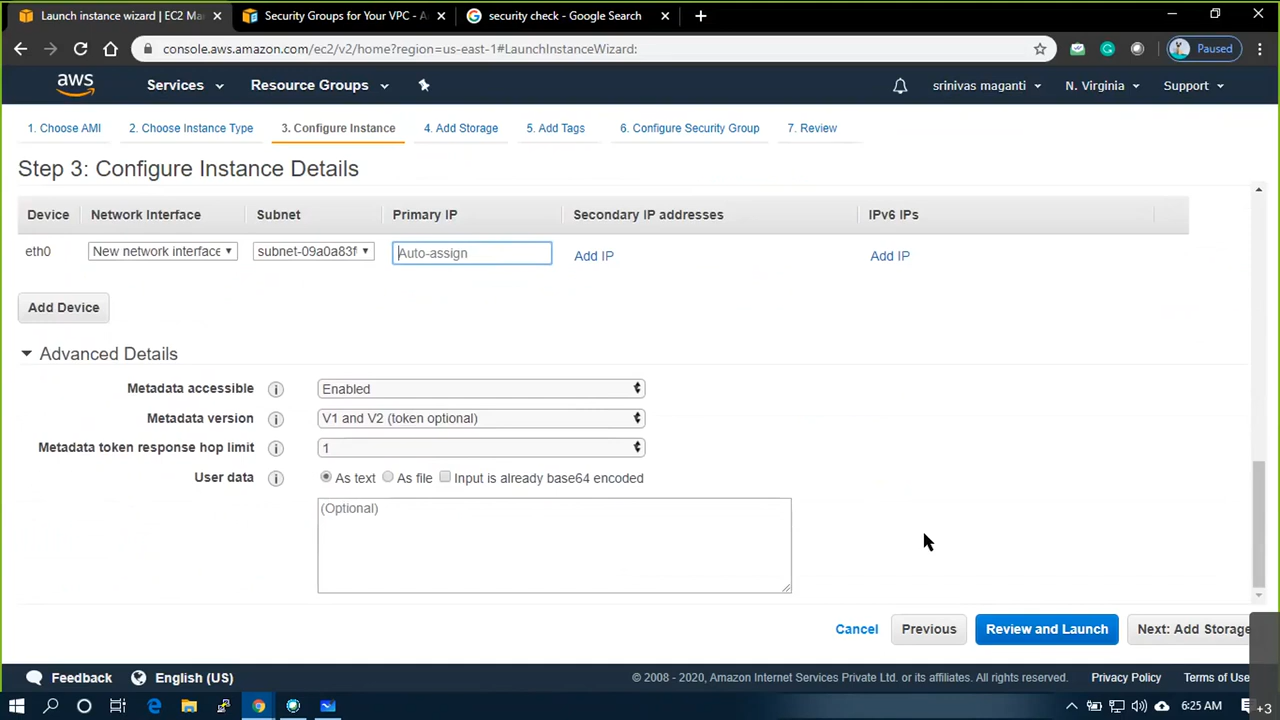 Launch instance wizard | EC2 Ma
Security Groups for Your VPC - A
security check - Google Search
console.aws.amazon.com/ec2/v2/home?region=us-east-1#LaunchInstanceWizard:
Paused
aws
Services
Resource Groups
srinivas maganti
N. Virginia
Support
1. Choose AMI
2. Choose Instance Type
3. Configure Instance
4. Add Storage
5. Add Tags
6. Configure Security Group
7. Review
Step 3: Configure Instance Details
Device
Network Interface
Subnet
Primary IP
Secondary IP addresses
IPv6 IPs
eth0
New network interface
subnet-09a0a83f
Auto-assign
Add IP
Add IP
Add Device
Advanced Details
Metadata accessible
Enabled
Metadata version
V1 and V2 (token optional)
Metadata token response hop limit
1
User data
As text
As file
Input is already base64 encoded
(Optional)
Cancel
Previous
Review and Launch
Next: Add Storage
Feedback
English (US)
© 2008 - 2020, Amazon Internet Services Private Ltd. or its affiliates. All rights reserved.
Privacy Policy
Terms of Use
6:25 AM
+3